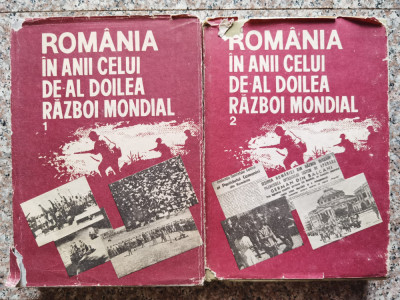 ROMÂNIA
ÎN ANII CELUI
DE-AL DOILEA
RĂZBOI MONDIAL
1
ROMÂNIA
ÎN ANII CELUI
DE-AL DOILEA
RĂZBOI MONDIAL
2